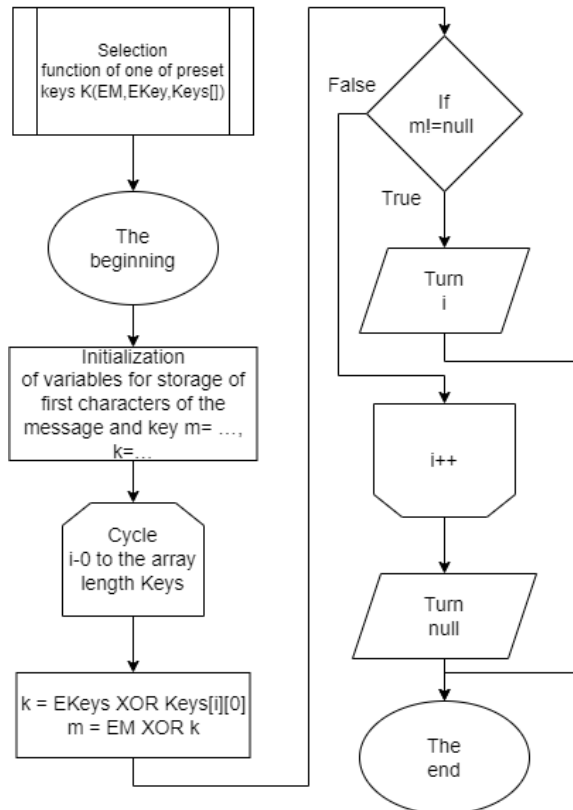 Selection
function of one of preset
keys K(EM,EKey,Keys[])
The
beginning
Initialization
of variables for storage of
first characters of the
message and key m= …,
k=…
Cycle
i-0 to the array
length Keys
k = EKeys XOR Keys[i][0]
m = EM XOR k
If
m!=null
False
True
Turn
i
i++
Turn
null
The
end